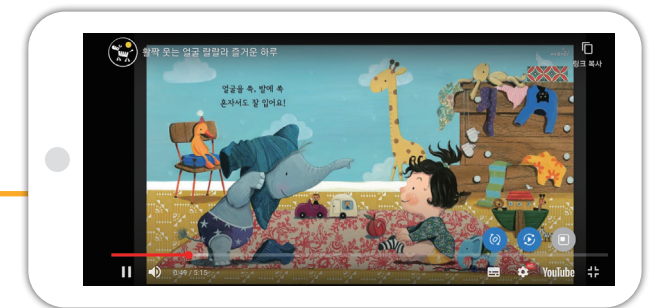 활짝 웃는 얼굴 랄랄라 즐거운 하루
링크 복사
얼굴을 쏙, 발에 쏙
혼자서도 잘 입어요!
0:49 / 5:15
YouTube